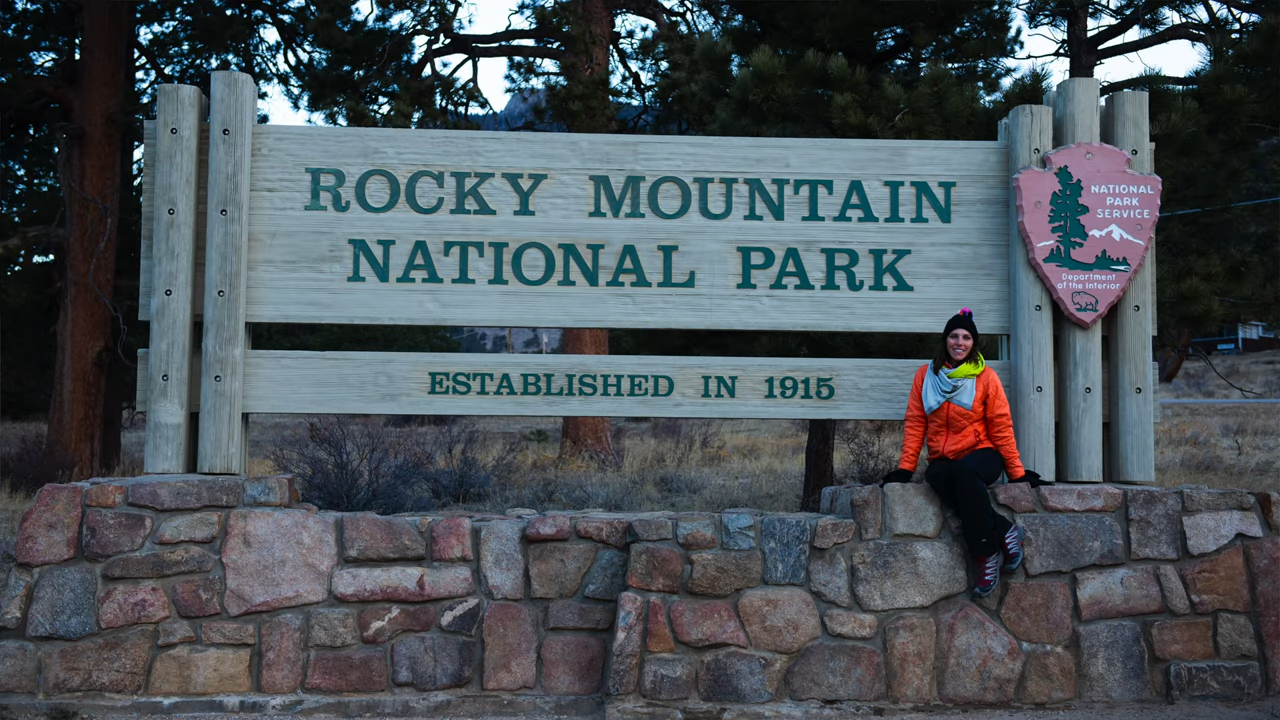 ROCKY MOUNTAIN
NATIONAL PARK
ESTABLISHED IN 1915
NATIONAL
PARK
SERVICE
Department
of the Interior